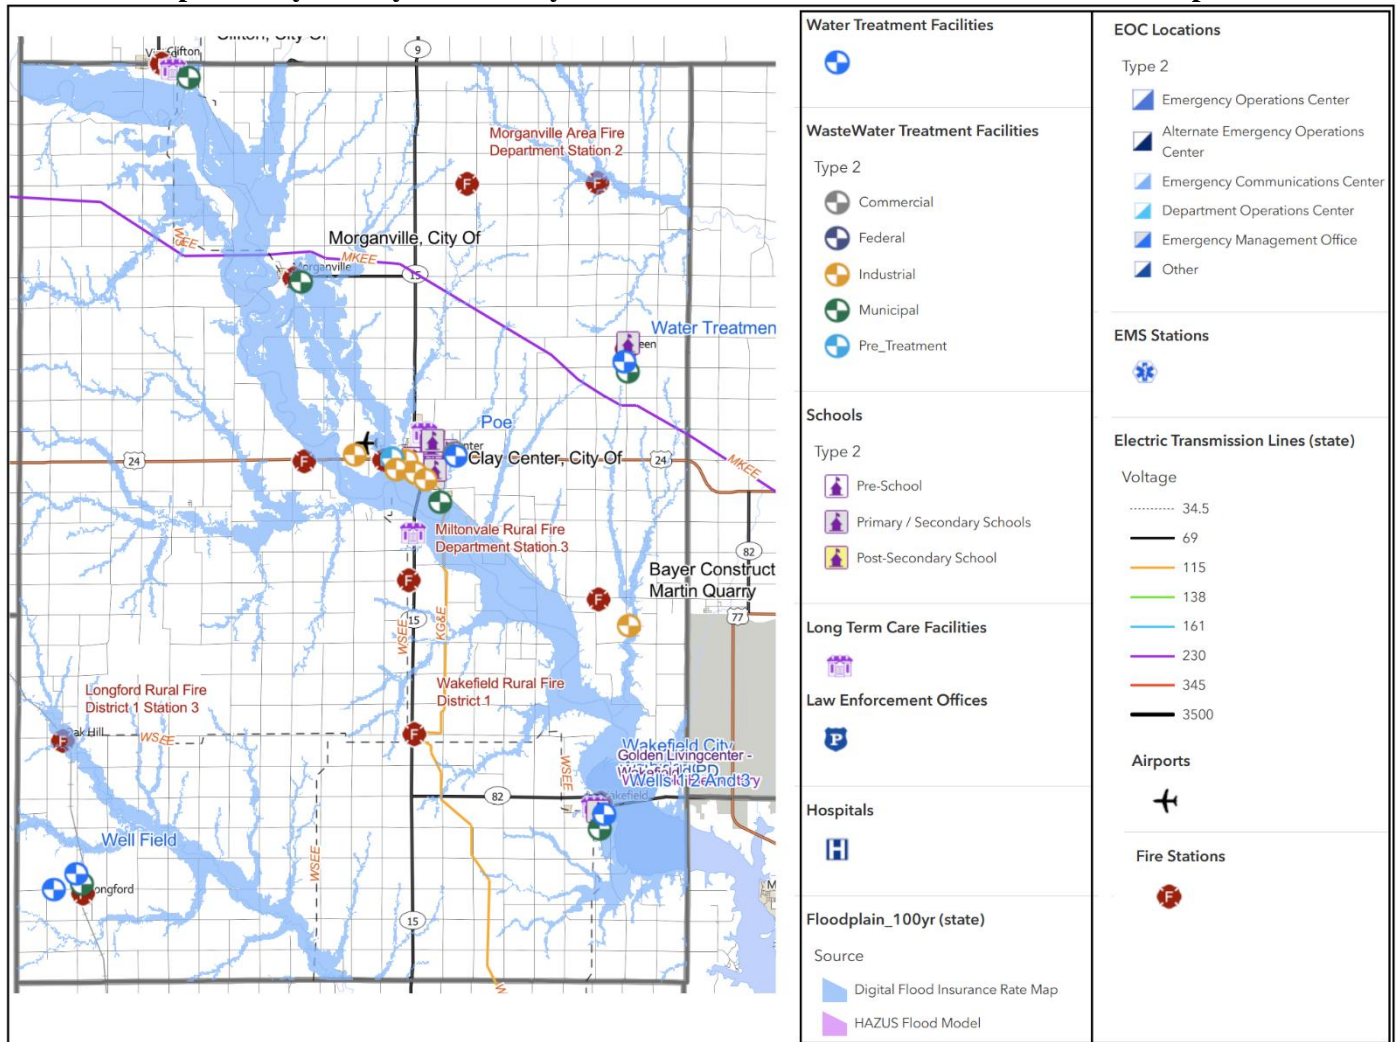 9
Clifton
Morganville Area Fire
Department Station 2
WSEE
Morganville, City Of
MKEE
15
Water Treatmen
Poe
24
Clay Center, City Of
24
MKEE
Miltonvale Rural Fire
Department Station 3
82
Bayer Construct
Martin Quarry
15
77
WSEE
KG&E
Longford Rural Fire
District 1 Station 3
Wakefield Rural Fire
District 1
WSEE
Wakefield City
Golden Livingcenter -
WSEE
82
Well Field
WSEE
15
Water Treatment Facilities
WasteWater Treatment Facilities
Type 2
Commercial
Federal
Industrial
Municipal
Pre_Treatment
Schools
Type 2
Pre-School
Primary / Secondary Schools
Post-Secondary School
Long Term Care Facilities
Law Enforcement Offices
P
Hospitals
H
Floodplain_100yr (state)
Source
Digital Flood Insurance Rate Map
HAZUS Flood Model
EOC Locations
Type 2
Emergency Operations Center
Alternate Emergency Operations
Center
Emergency Communications Center
Department Operations Center
Emergency Management Office
Other
EMS Stations
Electric Transmission Lines (state)
Voltage
34.5
69
115
138
161
230
345
3500
Airports
Fire Stations
F